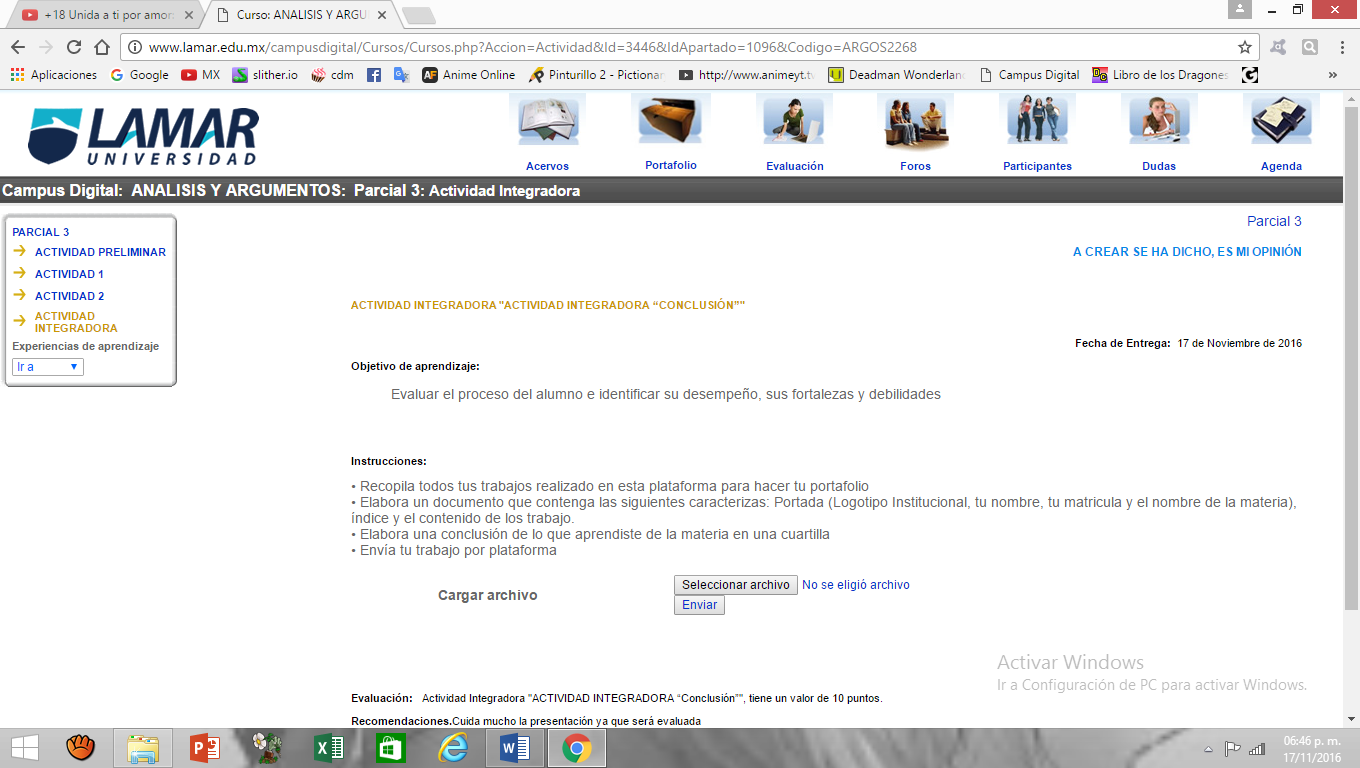 +18 Unida a ti por amor
Curso: ANALISIS Y ARGU
www.lamar.edu.mx/campusdigital/Cursos/Cursos.php?Accion=Actividad&Id=3446&IdApartado=1096&Codigo=ARGOS2268
Aplicaciones Google MX slither.io cdm Anime Online Pinturillo 2 - Pictionar http://www.animeyt.tv Deadman Wonderlan Campus Digital Libro de los Dragones »
LAMAR
UNIVERSIDAD
Acervos Portafolio Evaluación Foros Participantes Dudas Agenda
Campus Digital: ANALISIS Y ARGUMENTOS: Parcial 3: Actividad Integradora
PARCIAL 3
ACTIVIDAD PRELIMINAR
ACTIVIDAD 1
ACTIVIDAD 2
ACTIVIDAD
INTEGRADORA
Experiencias de aprendizaje
Ir a
Parcial 3
A CREAR SE HA DICHO, ES MI OPINIÓN
ACTIVIDAD INTEGRADORA "ACTIVIDAD INTEGRADORA “CONCLUSIÓN”"
Fecha de Entrega: 17 de Noviembre de 2016
Objetivo de aprendizaje:
Evaluar el proceso del alumno e identificar su desempeño, sus fortalezas y debilidades
Instrucciones:
• Recopila todos tus trabajos realizado en esta plataforma para hacer tu portafolio
• Elabora un documento que contenga las siguientes caracterizas: Portada (Logotipo Institucional, tu nombre, tu matricula y el nombre de la materia),
índice y el contenido de los trabajo.
• Elabora una conclusión de lo que aprendiste de la materia en una cuartilla
• Envía tu trabajo por plataforma
Cargar archivo
Seleccionar archivo No se eligió archivo
Enviar
Activar Windows
Ir a Configuración de PC para activar Windows.
Evaluación: Actividad Integradora "ACTIVIDAD INTEGRADORA “Conclusión”", tiene un valor de 10 puntos.
Recomendaciones.Cuida mucho la presentación ya que será evaluada
06:46 p. m.
17/11/2016